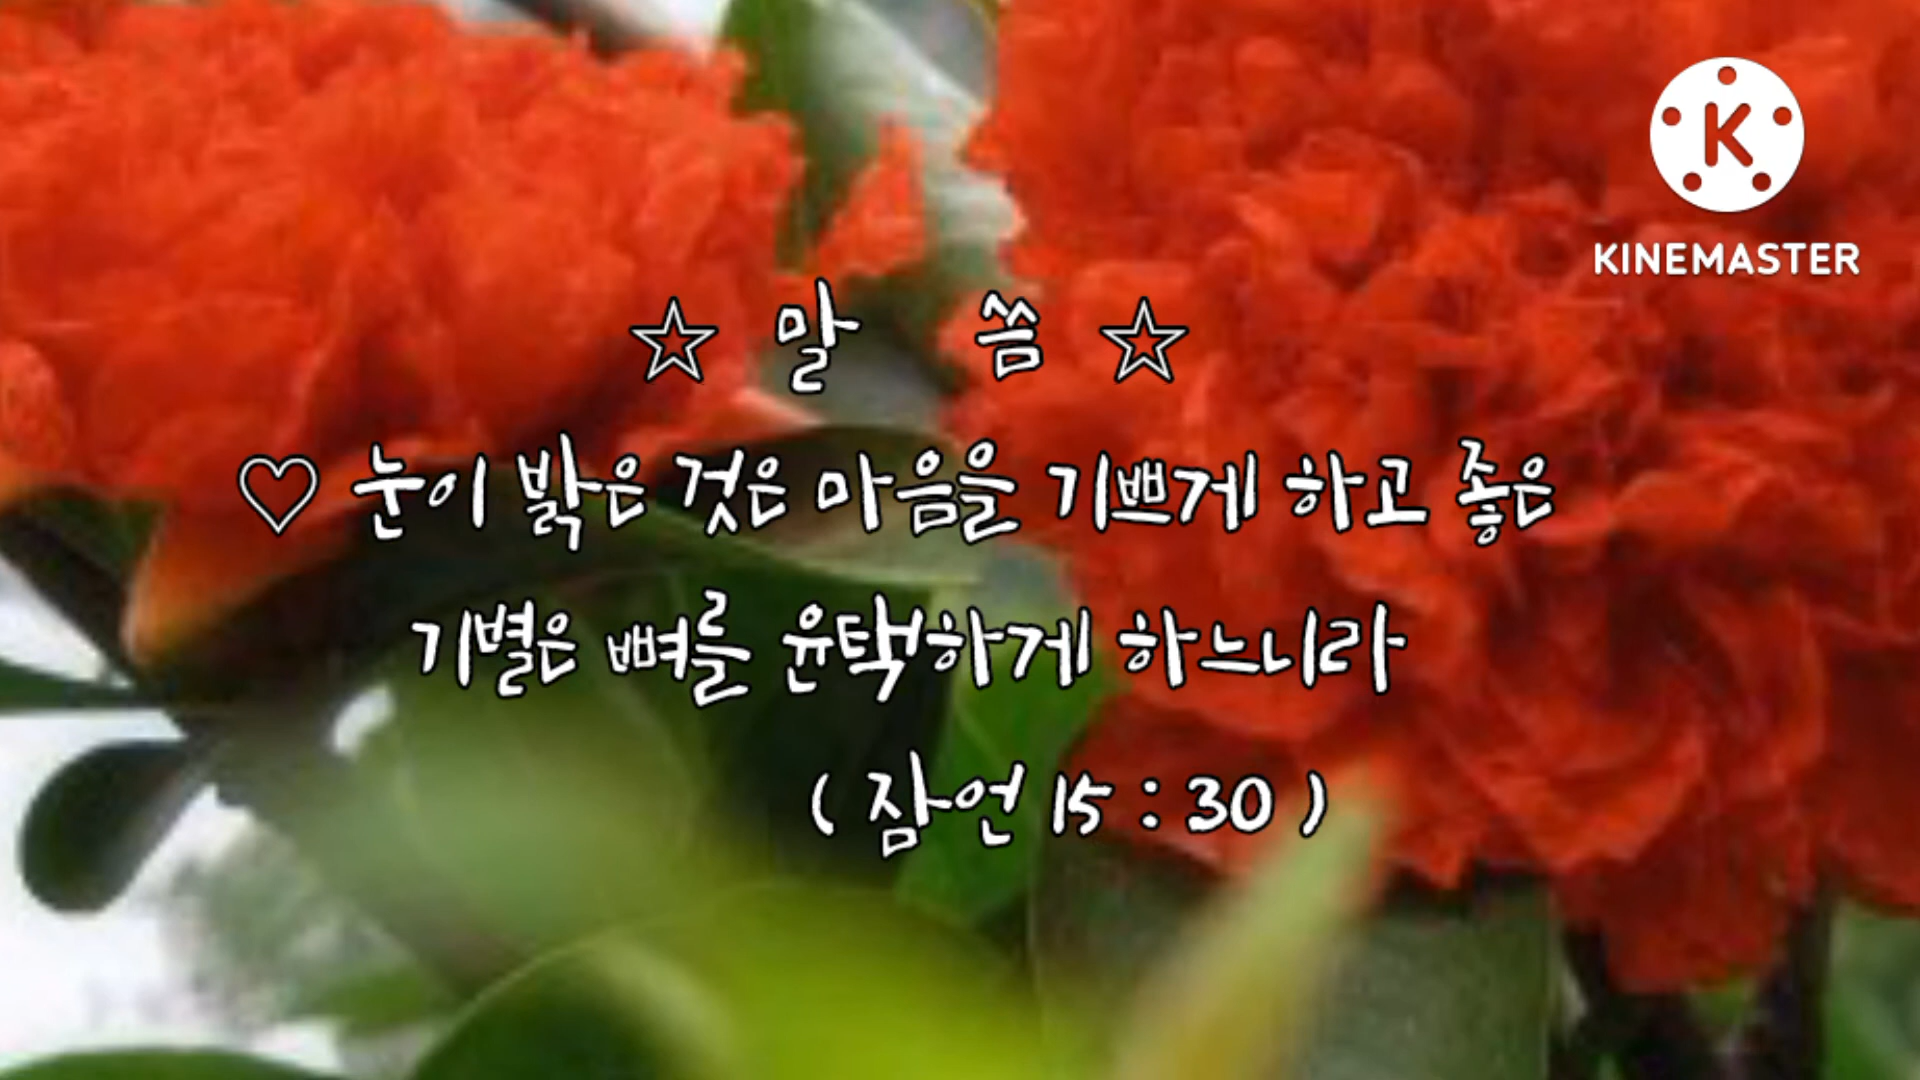 KINEMASTER
☆ 말 씀 ☆
♡ 눈이 밝은 것은 마음을 기쁘게 하고 좋은
기별은 뼈를 윤택하게 하느니라
( 잠언 15 : 30 )